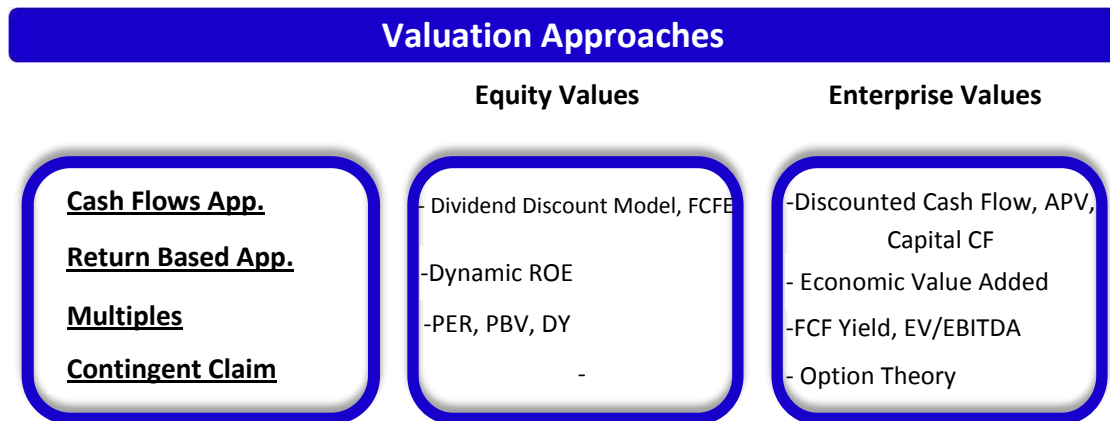 Valuation Approaches
Equity Values
Enterprise Values
Cash Flows App.
Return Based App.
Multiples
Contingent Claim
- Dividend Discount Model, FCFE
-Dynamic ROE
-PER, PBV, DY
-
-Discounted Cash Flow, APV,
Capital CF
- Economic Value Added
-FCF Yield, EV/EBITDA
- Option Theory